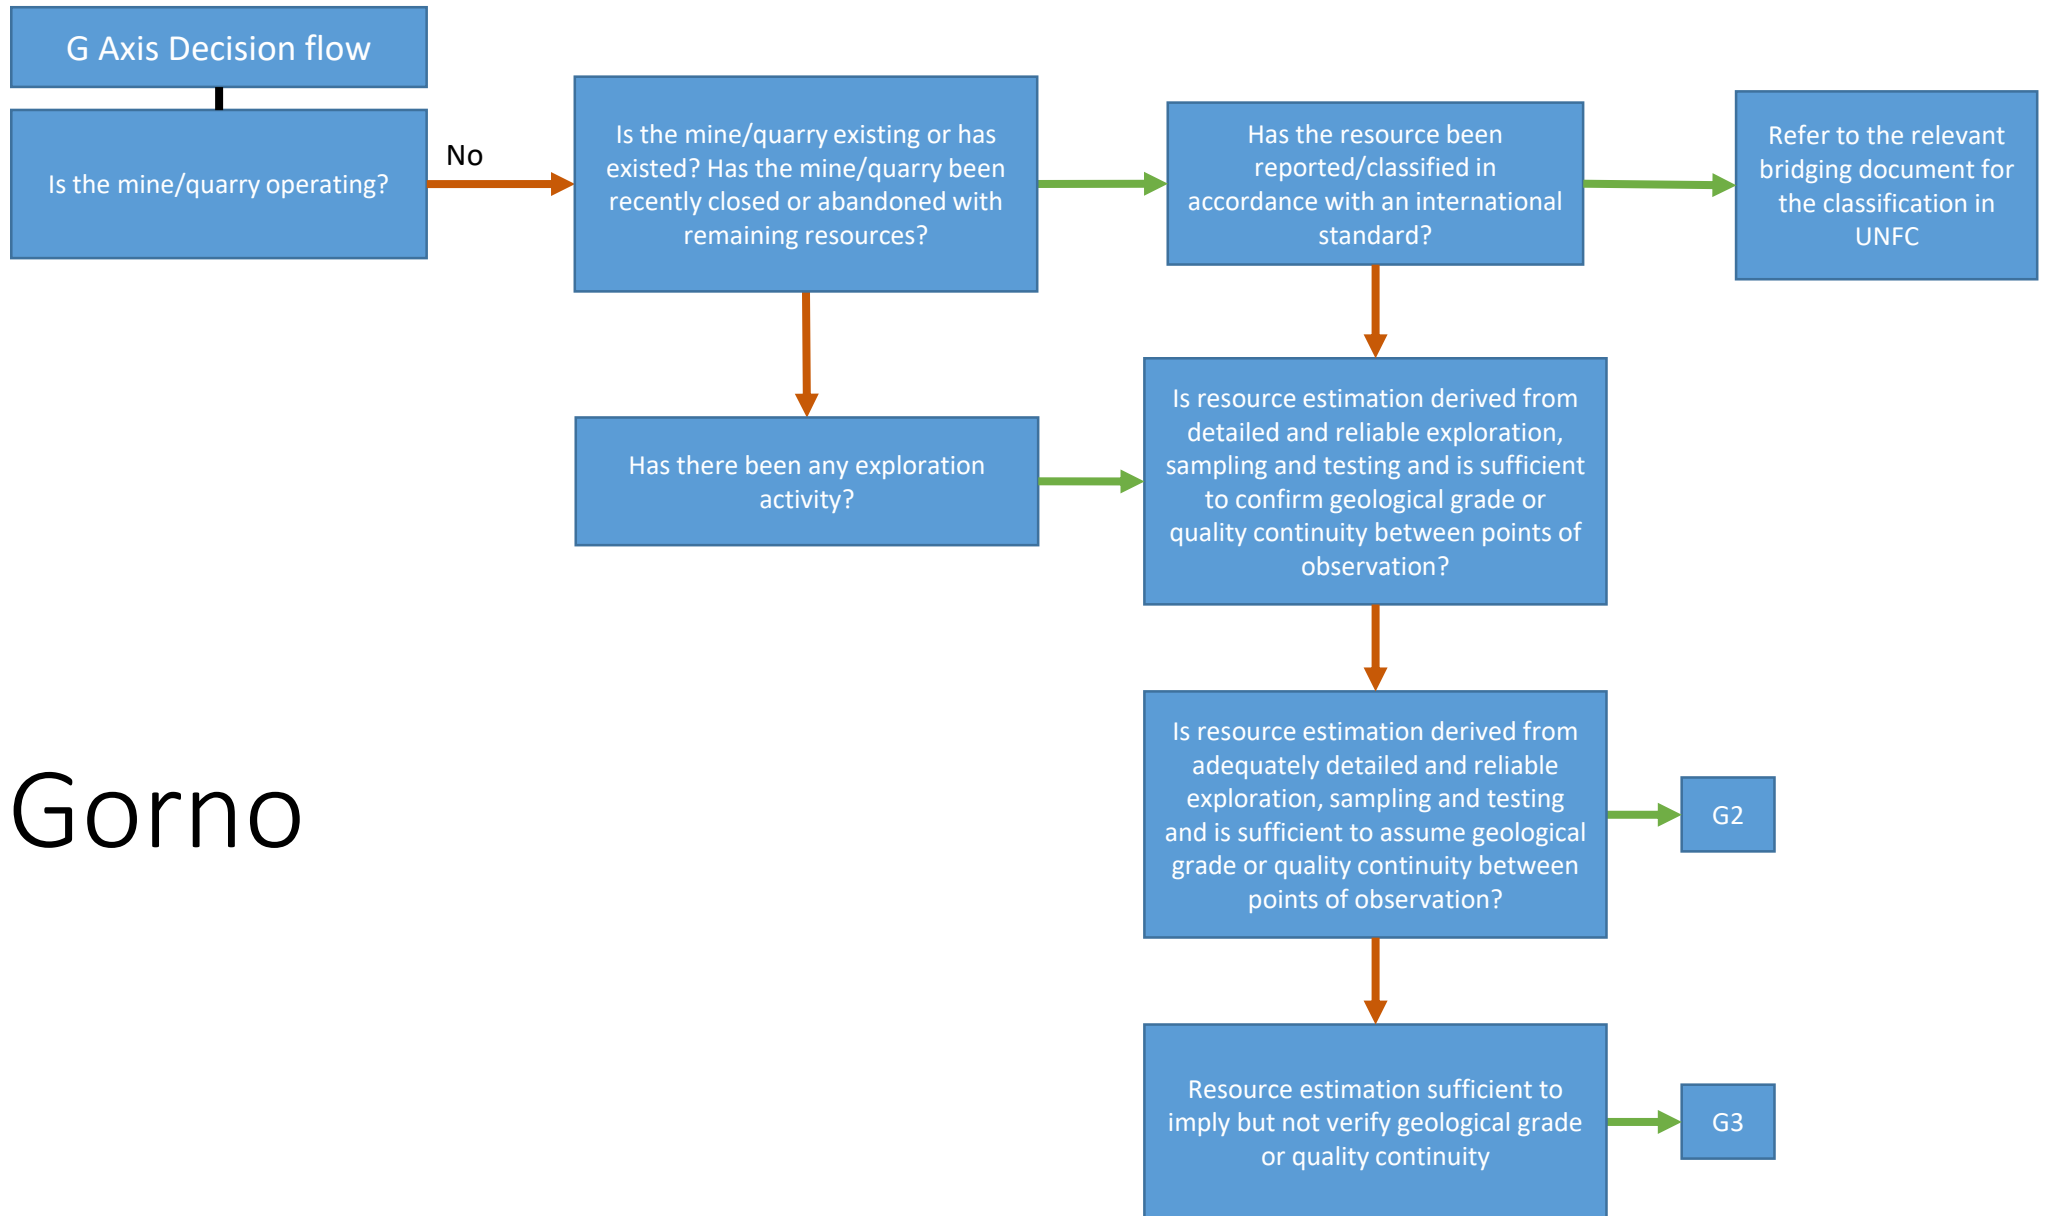 G Axis Decision flow
Is the mine/quarry operating?
No
Is the mine/quarry existing or has
existed? Has the mine/quarry been
recently closed or abandoned with
remaining resources?
Has the resource been
reported/classified in
accordance with an international
standard?
Refer to the relevant
bridging document for
the classification in
UNFC
Has there been any exploration
activity?
Is resource estimation derived from
detailed and reliable exploration,
sampling and testing and is sufficient
to confirm geological grade or
quality continuity between points of
observation?
Is resource estimation derived from
adequately detailed and reliable
exploration, sampling and testing
and is sufficient to assume geological
grade or quality continuity between
points of observation?
G2
Gorno
Resource estimation sufficient to
imply but not verify geological grade
or quality continuity
G3